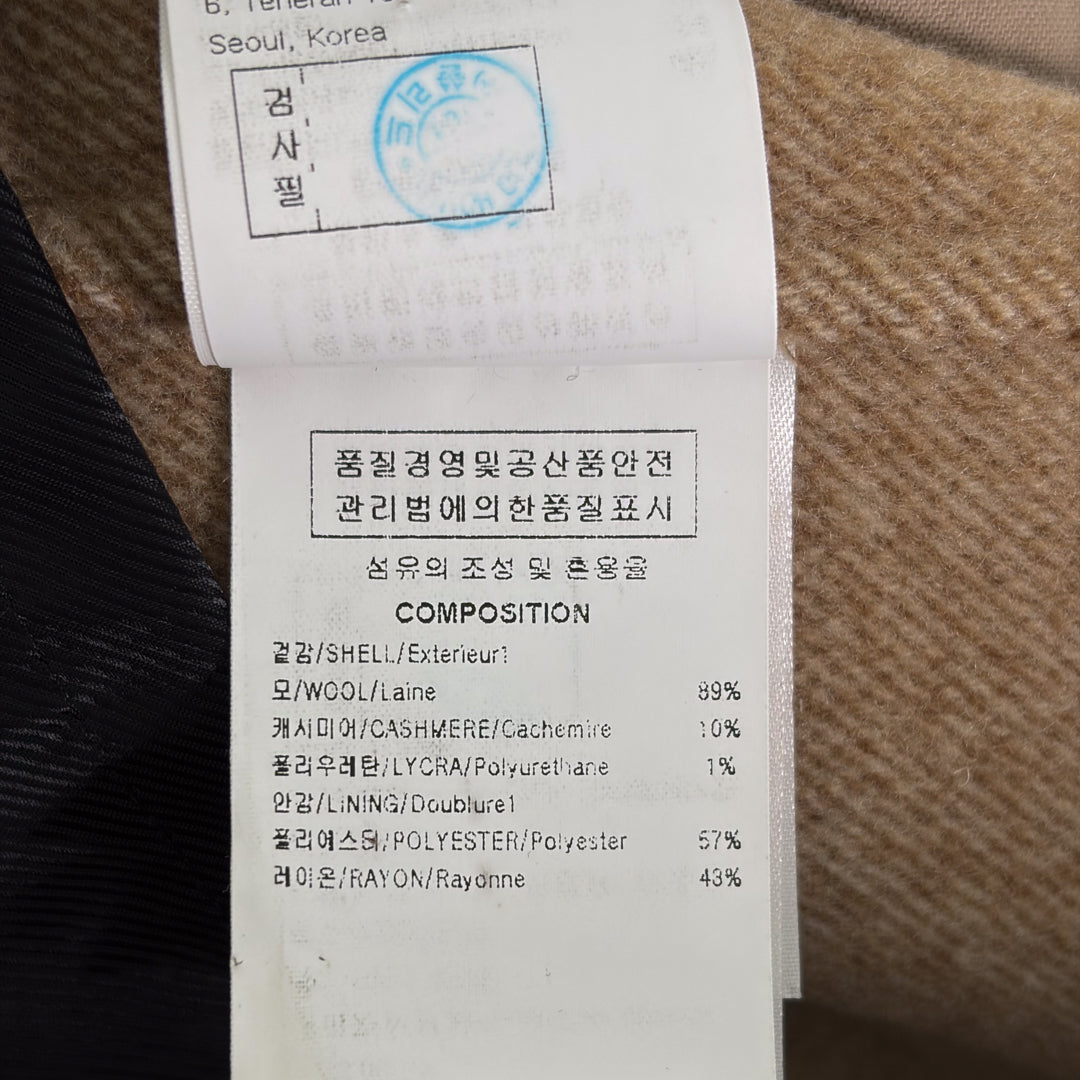 Seoul, Korea
검
사
필
품질경영및공산품안전
관리법에의한품질표시
섬유의 조성 및 혼용율
COMPOSITION
겉감/SHELL/Exterieur1
모/WOOL/Laine 89%
캐시미어/CASHMERE/Cachemire 10%
폴리우레탄/LYCRA/Polyurethane 1%
안감/LINING/Doublure1
폴리에스터/POLYESTER/Polyester 57%
레이온/RAYON/Rayonne 43%